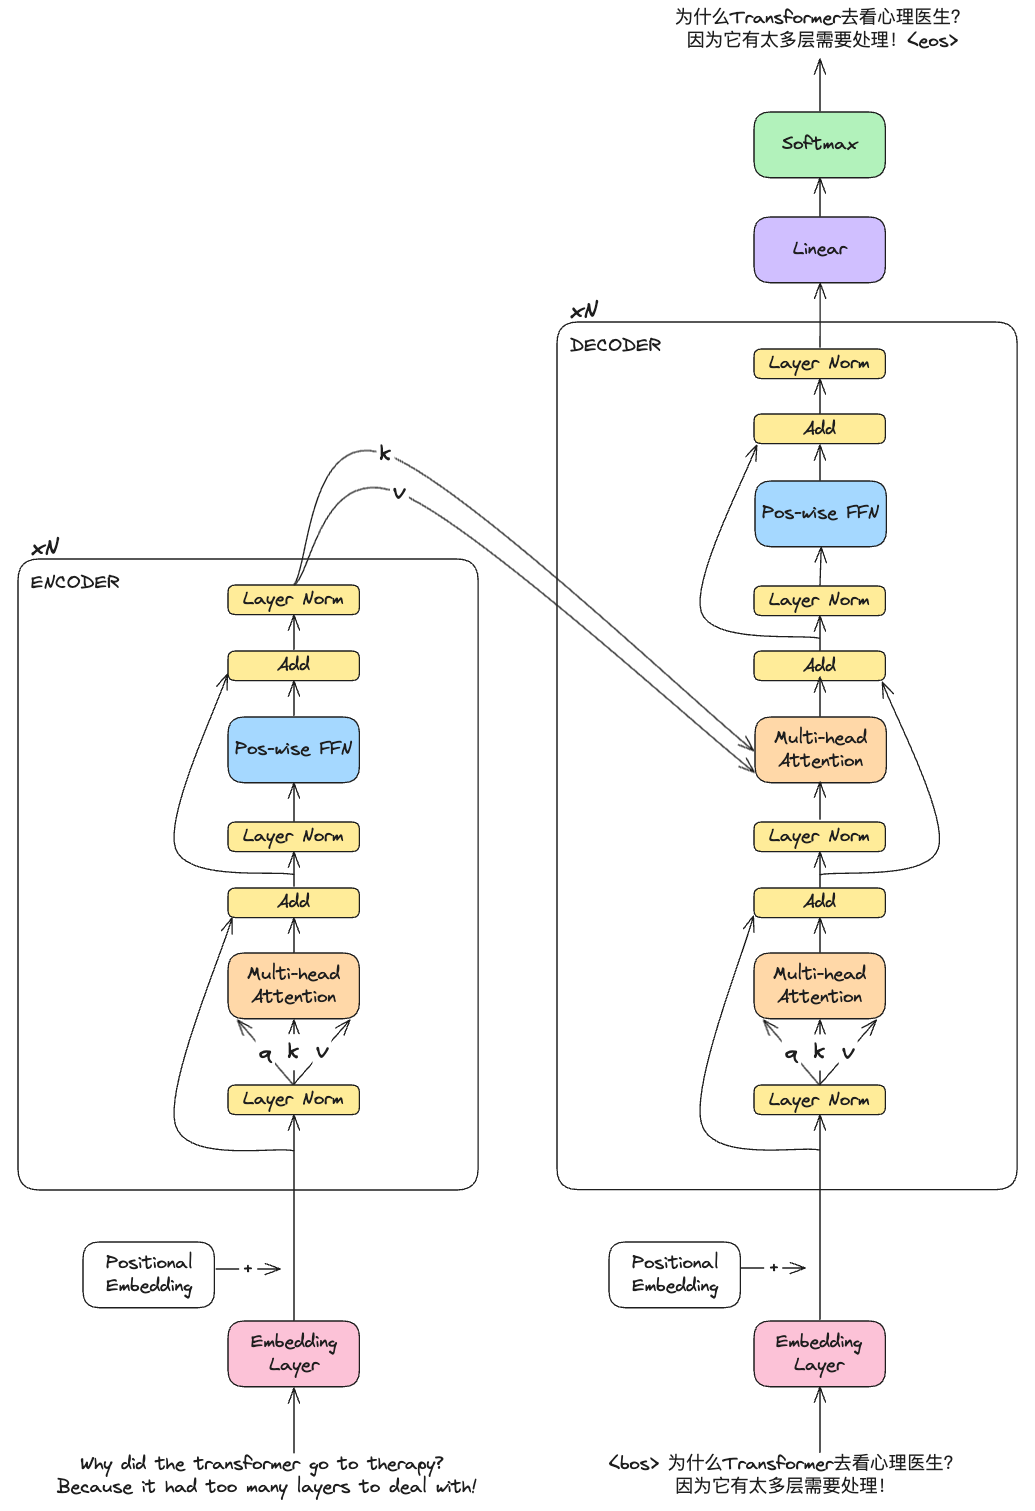 为什么Transformer去看心理医生?
因为它有太多层需要处理! <eos>
Softmax
Linear
xN
DECODER
Layer Norm
Add
Pos-wise FFN
Layer Norm
Add
Multi-head
Attention
Layer Norm
Add
Multi-head
Attention
q k v
Layer Norm
Positional
Embedding
+
Embedding
Layer
<bos> 为什么Transformer去看心理医生?
因为它有太多层需要处理!
k
v
xN
ENCODER
Layer Norm
Add
Pos-wise FFN
Layer Norm
Add
Multi-head
Attention
q k v
Layer Norm
Positional
Embedding
+
Embedding
Layer
Why did the transformer go to therapy?
Because it had too many layers to deal with!